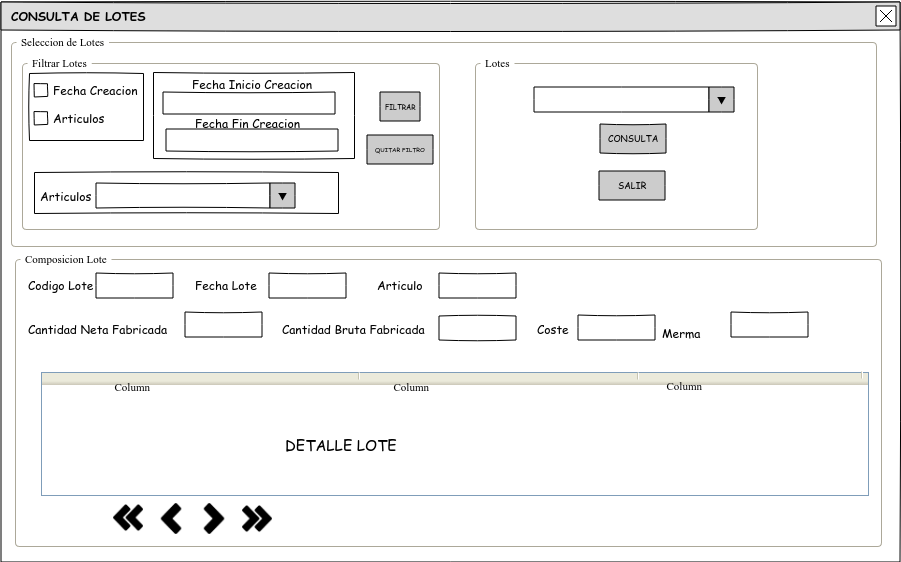 CONSULTA DE LOTES
Seleccion de Lotes
Filtrar Lotes
Fecha Creacion
Articulos
Fecha Inicio Creacion
Fecha Fin Creacion
FILTRAR
QUITAR FILTRO
Articulos
Lotes
CONSULTA
SALIR
Composicion Lote
Codigo Lote
Fecha Lote
Articulo
Cantidad Neta Fabricada
Cantidad Bruta Fabricada
Coste
Merma
Column
Column
Column
DETALLE LOTE